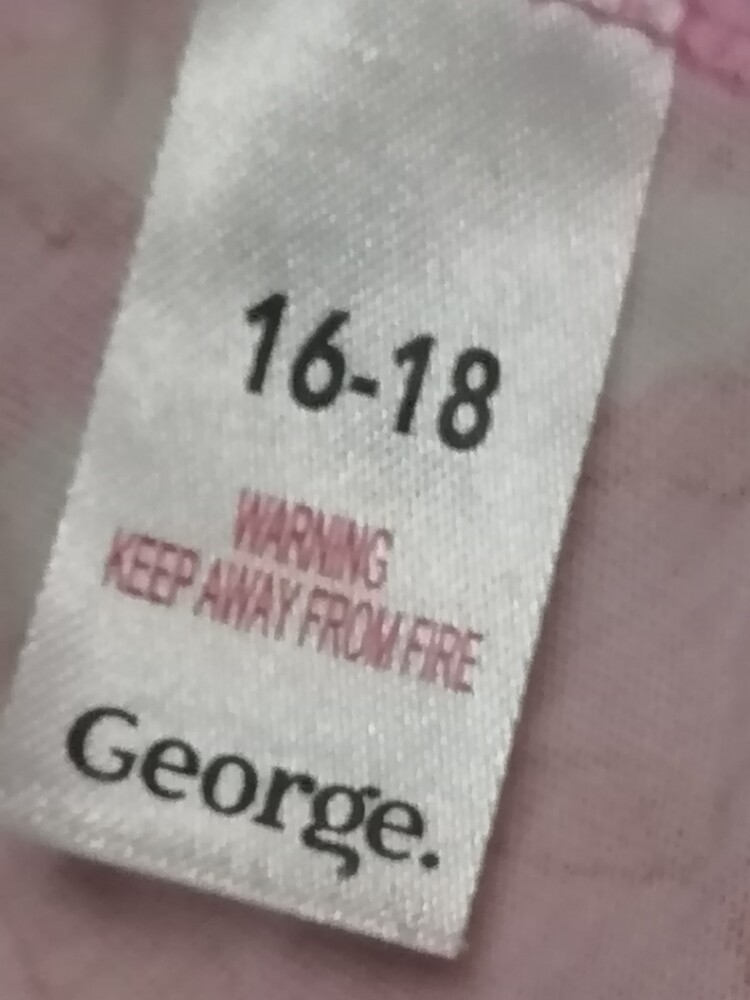 16-18
WARNING
KEEP AWAY FROM FIRE
George.